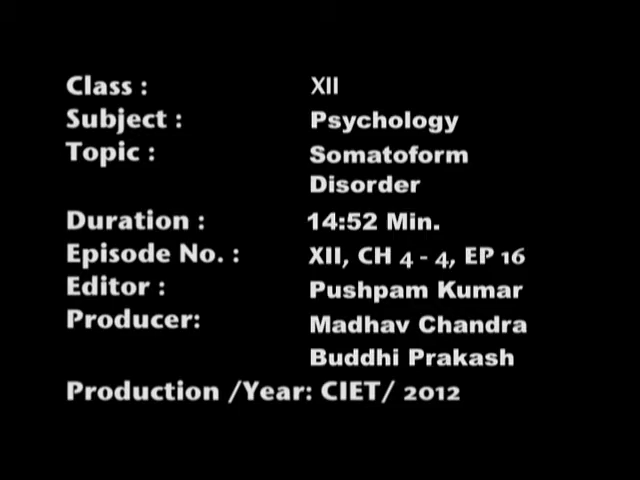 Class : XII
Subject : Psychology
Topic : Somatoform
Disorder
Duration : 14:52 Min.
Episode No. : XII, CH 4 - 4, EP 16
Editor : Pushpam Kumar
Producer: Madhav Chandra
Buddhi Prakash
Production /Year: CIET/ 2012